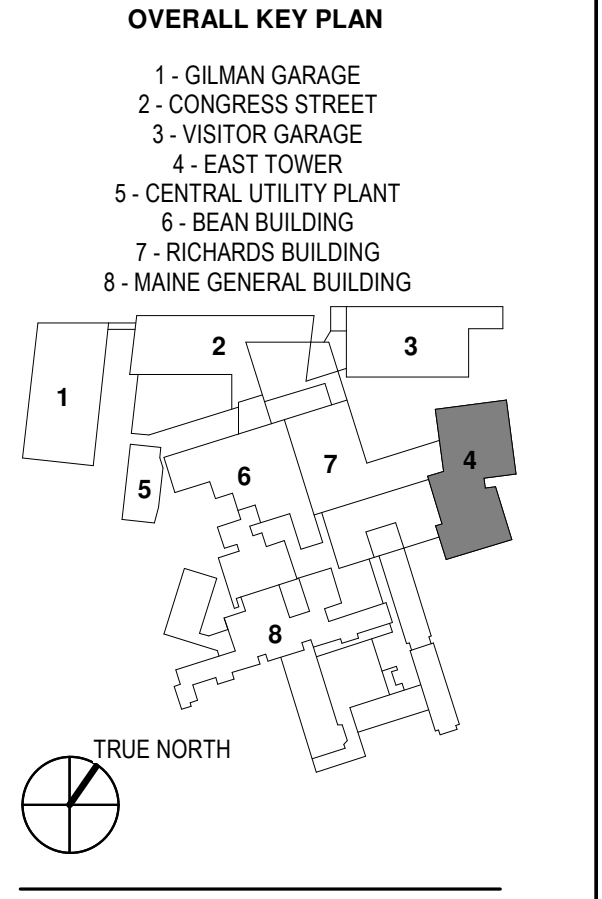 OVERALL KEY PLAN
1 - GILMAN GARAGE
2 - CONGRESS STREET
3 - VISITOR GARAGE
4 - EAST TOWER
5 - CENTRAL UTILITY PLANT
6 - BEAN BUILDING
7 - RICHARDS BUILDING
8 - MAINE GENERAL BUILDING
2
3
1
4
7
6
5
8
TRUE NORTH